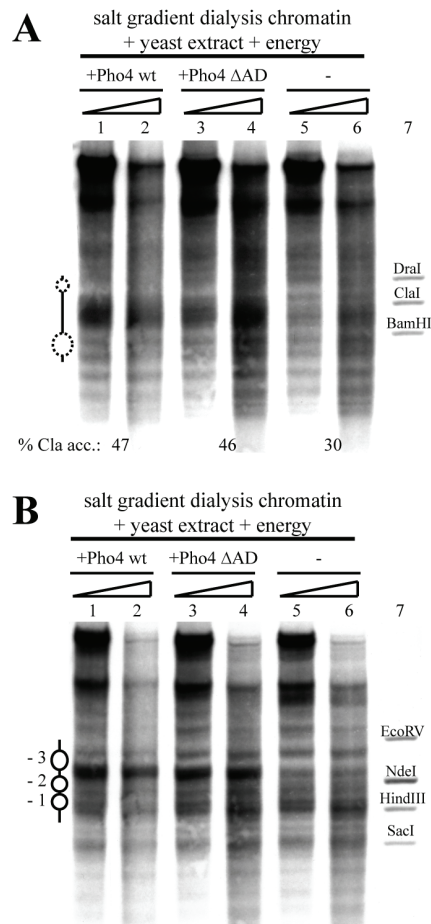 A
salt gradient dialysis chromatin
+ yeast extract + energy
+Pho4 wt +Pho4 ΔAD -
1 2 3 4 5 6 7
DraI
ClaI
BamHI
% Cla acc.: 47 46 30
B
salt gradient dialysis chromatin
+ yeast extract + energy
+Pho4 wt +Pho4 ΔAD -
1 2 3 4 5 6 7
EcoRV
- 3
NdeI
- 2
HindIII
- 1
SacI